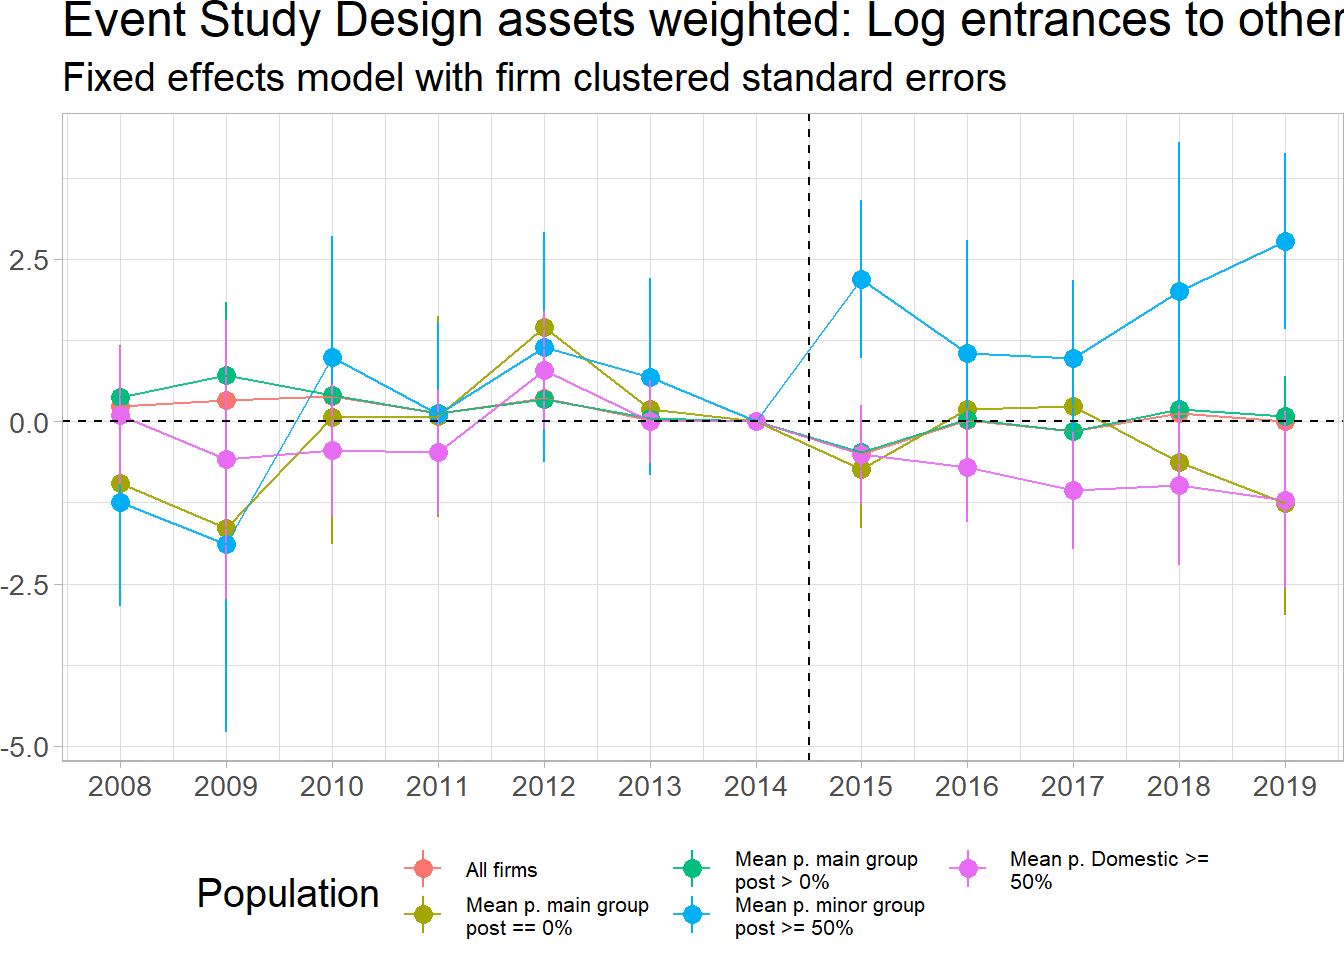 Event Study Design assets weighted: Log entrances to other
Fixed effects model with firm clustered standard errors
2.5
0.0
-2.5
-5.0
2008 2009 2010 2011 2012 2013 2014 2015 2016 2017 2018 2019
Population
All firms
Mean p. main group
post == 0%
Mean p. main group
post > 0%
Mean p. minor group
post >= 50%
Mean p. Domestic >=
50%